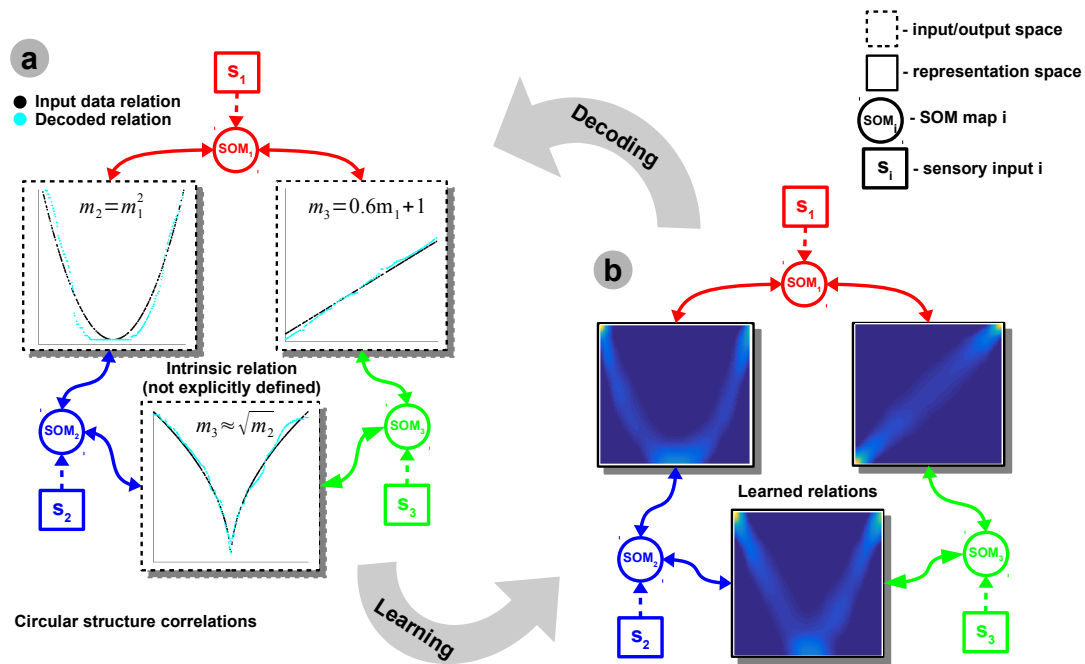 a
S₁
Input data relation
Decoded relation
SOM₁
m₂=m₁²
m₃=0.6m₁+1
Intrinsic relation
(not explicitly defined)
m₃≈√m₂
SOM₂
SOM₃
S₂
S₃
Circular structure correlations
Decoding
Learning
- input/output space
- representation space
SOMᵢ - SOM map i
Sᵢ - sensory input i
b
S₁
SOM₁
Learned relations
SOM₂
SOM₃
S₂
S₃